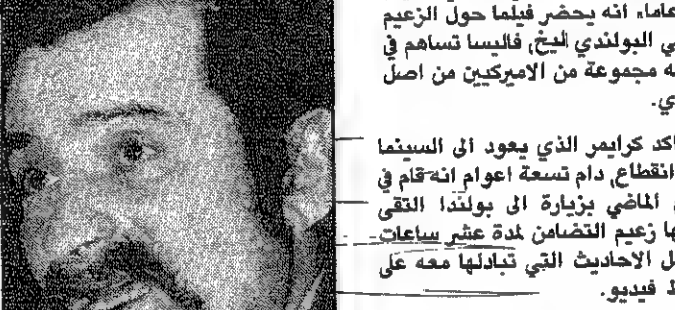 عاما، انه يحضر فيلما حول الزعيم
ي البولندي ليخ فاليسا تساهم في
ه مجموعة من الاميركيين من اصل
ي.
اكد كرايمر الذي يعود الى السينما
انقطاع دام تسعة اعوام انه قام في
الماضي بزيارة الى بولندا التقى
ها زعيم التضامن لمدة عشر ساعات
ل الاحاديث التي تبادلها معه على
ط فيديو.